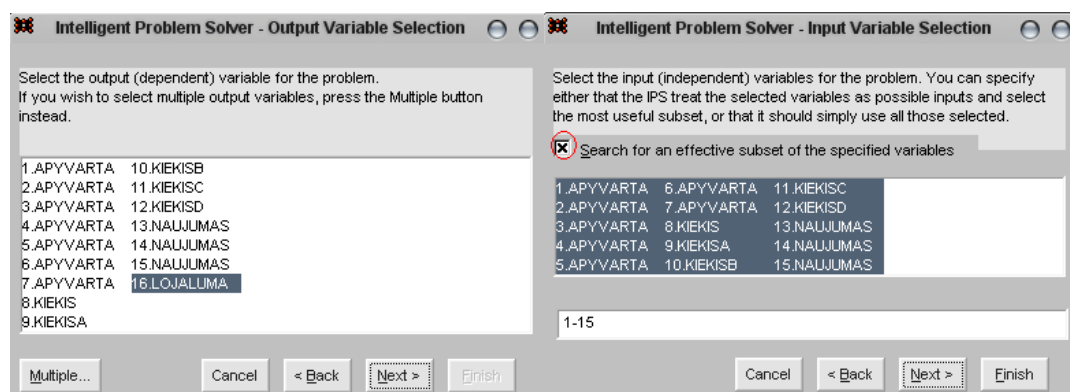 Intelligent Problem Solver - Output Variable Selection
Select the output (dependent) variable for the problem.
If you wish to select multiple output variables, press the Multiple button
instead.
1.APYVARTA 10.KIEKISB
2.APYVARTA 11.KIEKISC
3.APYVARTA 12.KIEKISD
4.APYVARTA 13.NAUJUMAS
5.APYVARTA 14.NAUJUMAS
6.APYVARTA 15.NAUJUMAS
7.APYVARTA 16.LOJALUMA
8.KIEKIS
9.KIEKISA
Multiple... Cancel < Back Next > Finish
Intelligent Problem Solver - Input Variable Selection
Select the input (independent) variables for the problem. You can specify
either that the IPS treat the selected variables as possible inputs and select
the most useful subset, or that it should simply use all those selected.
Search for an effective subset of the specified variables
1.APYVARTA 6.APYVARTA 11.KIEKISC
2.APYVARTA 7.APYVARTA 12.KIEKISD
3.APYVARTA 8.KIEKIS 13.NAUJUMAS
4.APYVARTA 9.KIEKISA 14.NAUJUMAS
5.APYVARTA 10.KIEKISB 15.NAUJUMAS
1-15
Cancel < Back Next > Finish